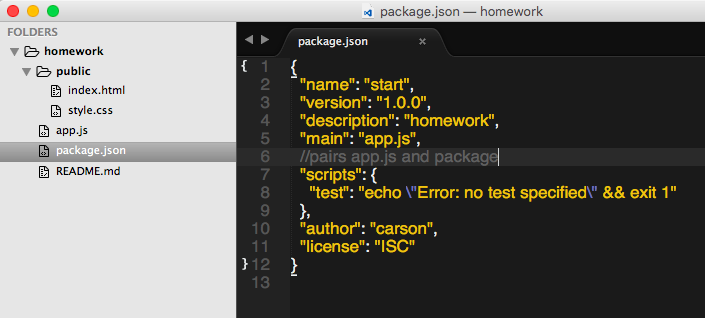 package.json — homework
FOLDERS
homework
public
index.html
style.css
app.js
package.json
README.md
package.json ×
{ 1 {
2 "name": "start",
3 "version": "1.0.0",
4 "description": "homework",
5 "main": "app.js",
6 //pairs app.js and package
7 "scripts": {
8 "test": "echo \"Error: no test specified\" && exit 1"
9 },
10 "author": "carson",
11 "license": "ISC"
} 12 }
13